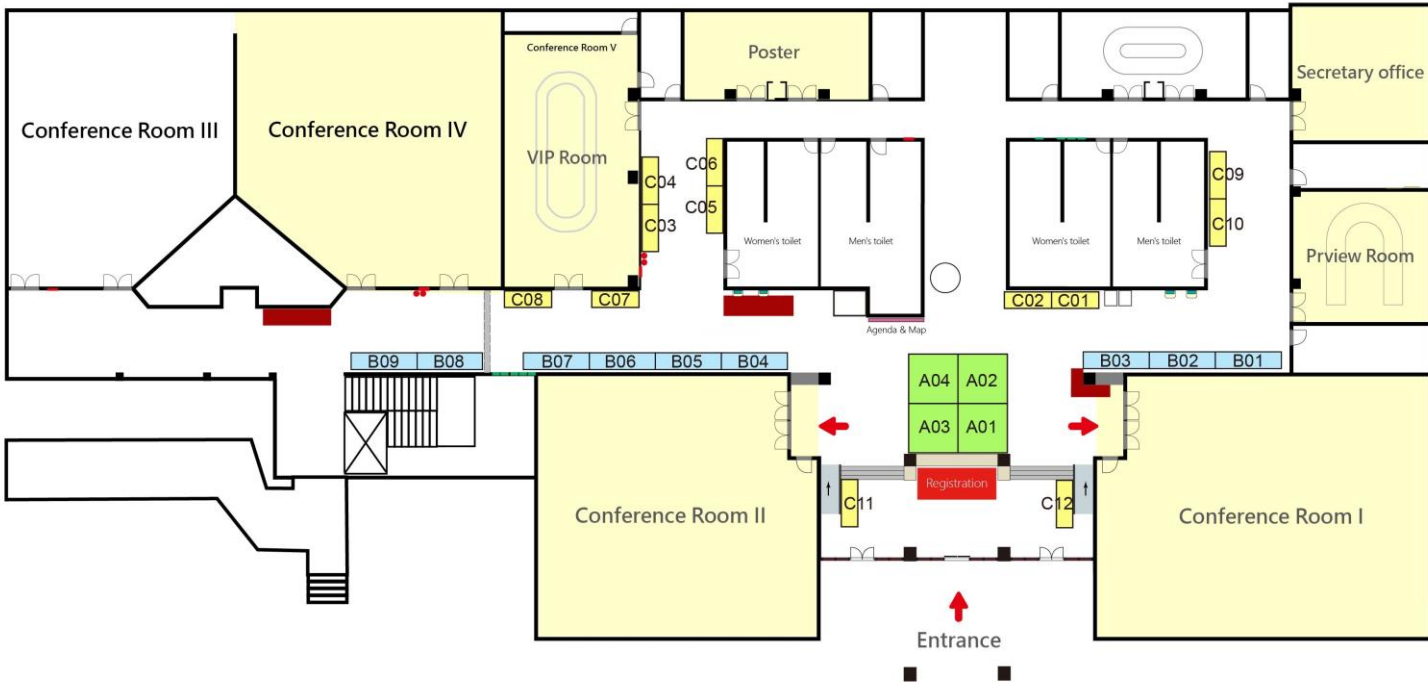 Conference Room V
Poster
Secretary office
Conference Room III
Conference Room IV
VIP Room
C04
C03
C06
C05
C09
C10
Women's toilet
Men's toilet
Women's toilet
Men's toilet
Prview Room
C08
C07
C02
C01
Agenda & Map
B09
B08
B07
B06
B05
B04
B03
B02
B01
A04
A02
A03
A01
Registration
C11
C12
Conference Room II
Conference Room I
Entrance